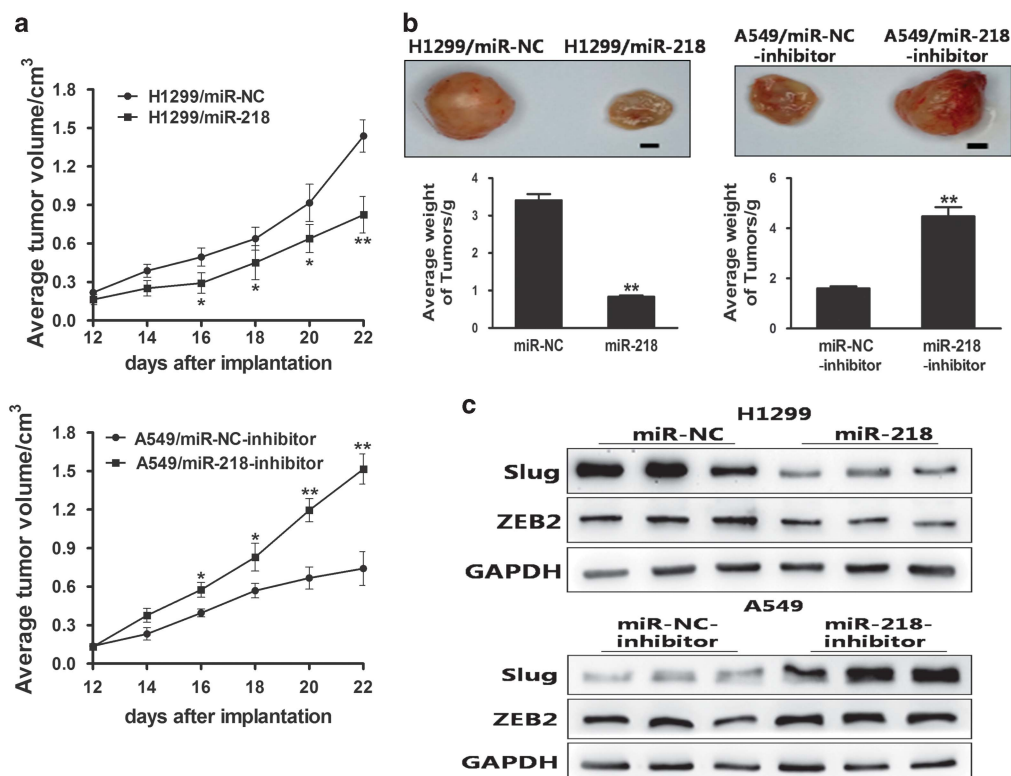 a
Average tumor volume/cm3
1.8
1.5
1.2
0.9
0.6
0.3
0.0
H1299/miR-NC
H1299/miR-218
*
*
*
**
12 14 16 18 20 22
days after implantation
Average tumor volume/cm3
1.8
1.5
1.2
0.9
0.6
0.3
0.0
A549/miR-NC-inhibitor
A549/miR-218-inhibitor
*
*
**
**
12 14 16 18 20 22
days after implantation
b
H1299/miR-NC H1299/miR-218
A549/miR-NC
-inhibitor
A549/miR-218
-inhibitor
Average weight
of Tumors/g
4
3
2
1
0
**
miR-NC miR-218
Average weight
of Tumors/g
6
4
2
0
**
miR-NC
-inhibitor
miR-218
-inhibitor
c
H1299
miR-NC miR-218
Slug
ZEB2
GAPDH
A549
miR-NC-
inhibitor
miR-218-
inhibitor
Slug
ZEB2
GAPDH